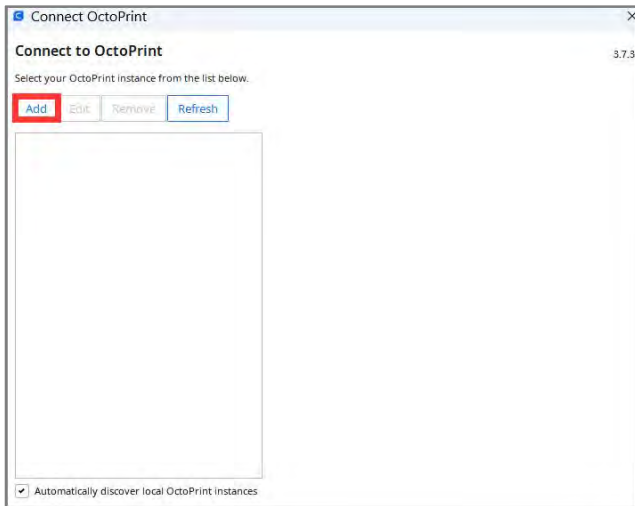 Connect OctoPrint
Connect to OctoPrint
3.7.3
Select your OctoPrint instance from the list below.
Add Edit Remove Refresh
Automatically discover local OctoPrint instances